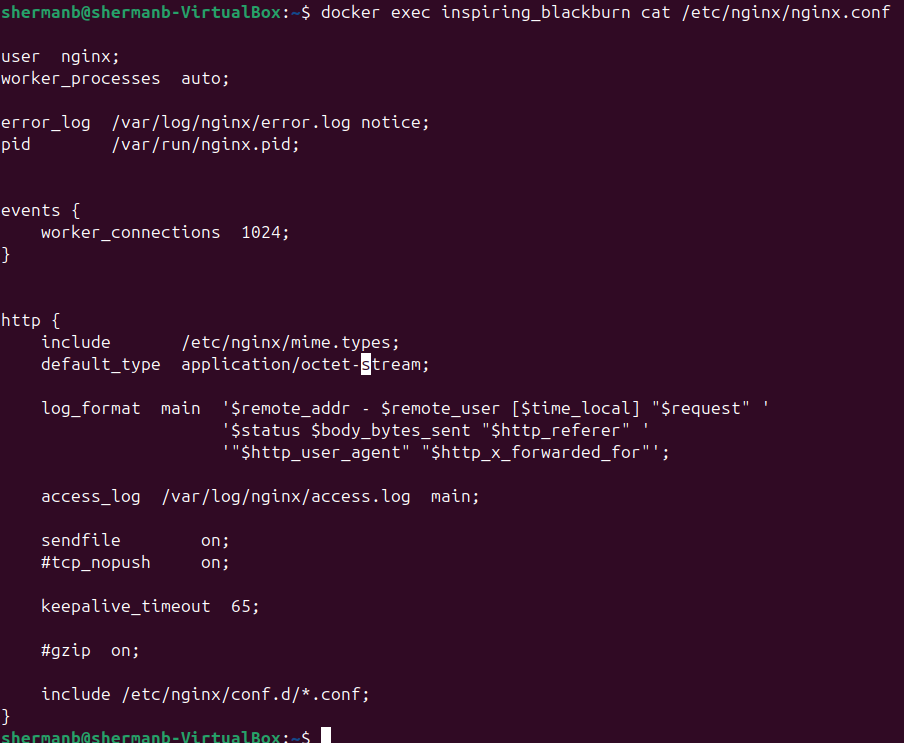 shermanb@shermanb-VirtualBox:~$ docker exec inspiring_blackburn cat /etc/nginx/nginx.conf
user  nginx;
worker_processes  auto;
error_log  /var/log/nginx/error.log notice;
pid        /var/run/nginx.pid;
events {
    worker_connections  1024;
}
http {
    include       /etc/nginx/mime.types;
    default_type  application/octet-stream;
    log_format  main  '$remote_addr - $remote_user [$time_local] "$request" '
                      '$status $body_bytes_sent "$http_referer" '
                      '"$http_user_agent" "$http_x_forwarded_for"';
    access_log  /var/log/nginx/access.log  main;
    sendfile        on;
    #tcp_nopush     on;
    keepalive_timeout  65;
    #gzip  on;
    include /etc/nginx/conf.d/*.conf;
}
shermanb@shermanb-VirtualBox:~$